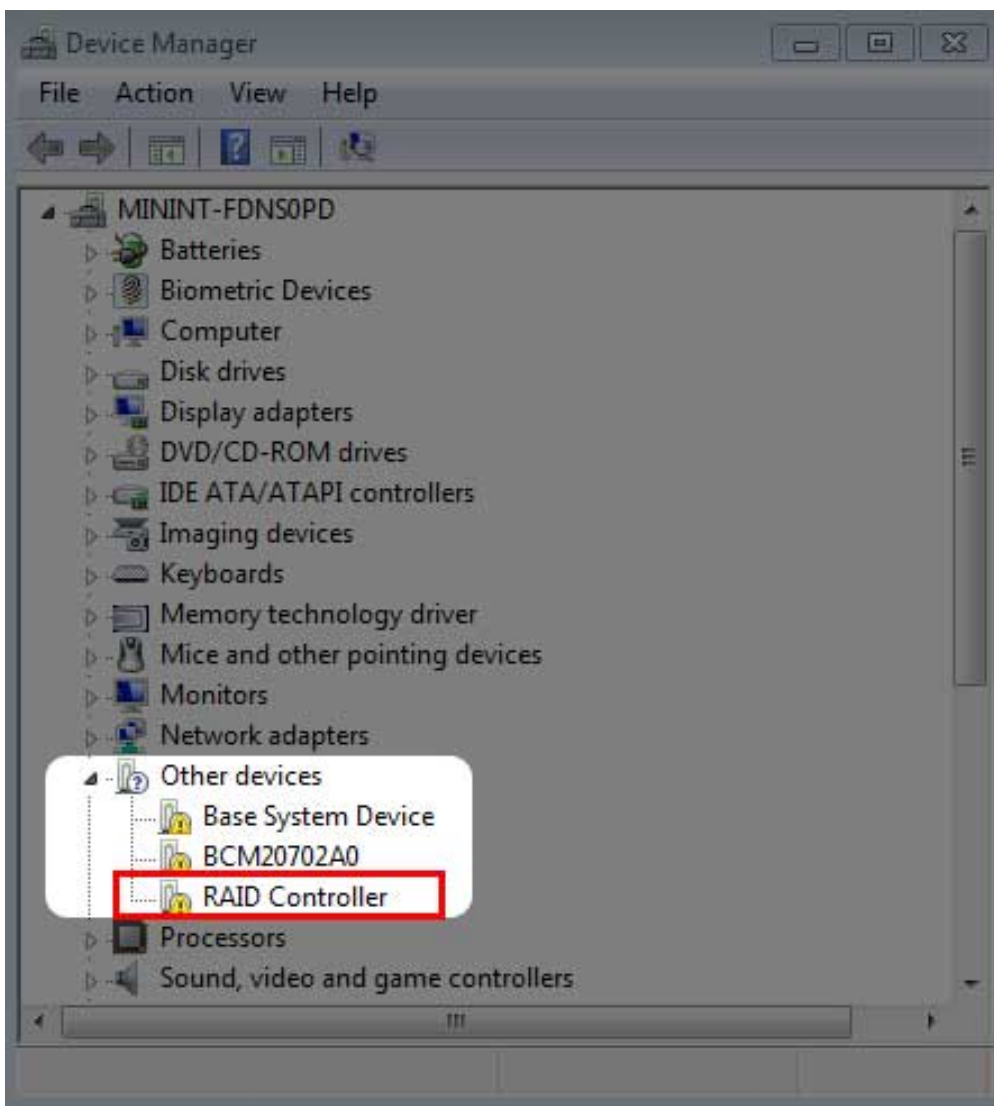 Device Manager
File Action View Help
MININT-FDNS0PD
Batteries
Biometric Devices
Computer
Disk drives
Display adapters
DVD/CD-ROM drives
IDE ATA/ATAPI controllers
Imaging devices
Keyboards
Memory technology driver
Mice and other pointing devices
Monitors
Network adapters
Other devices
Base System Device
BCM20702A0
RAID Controller
Processors
Sound, video and game controllers